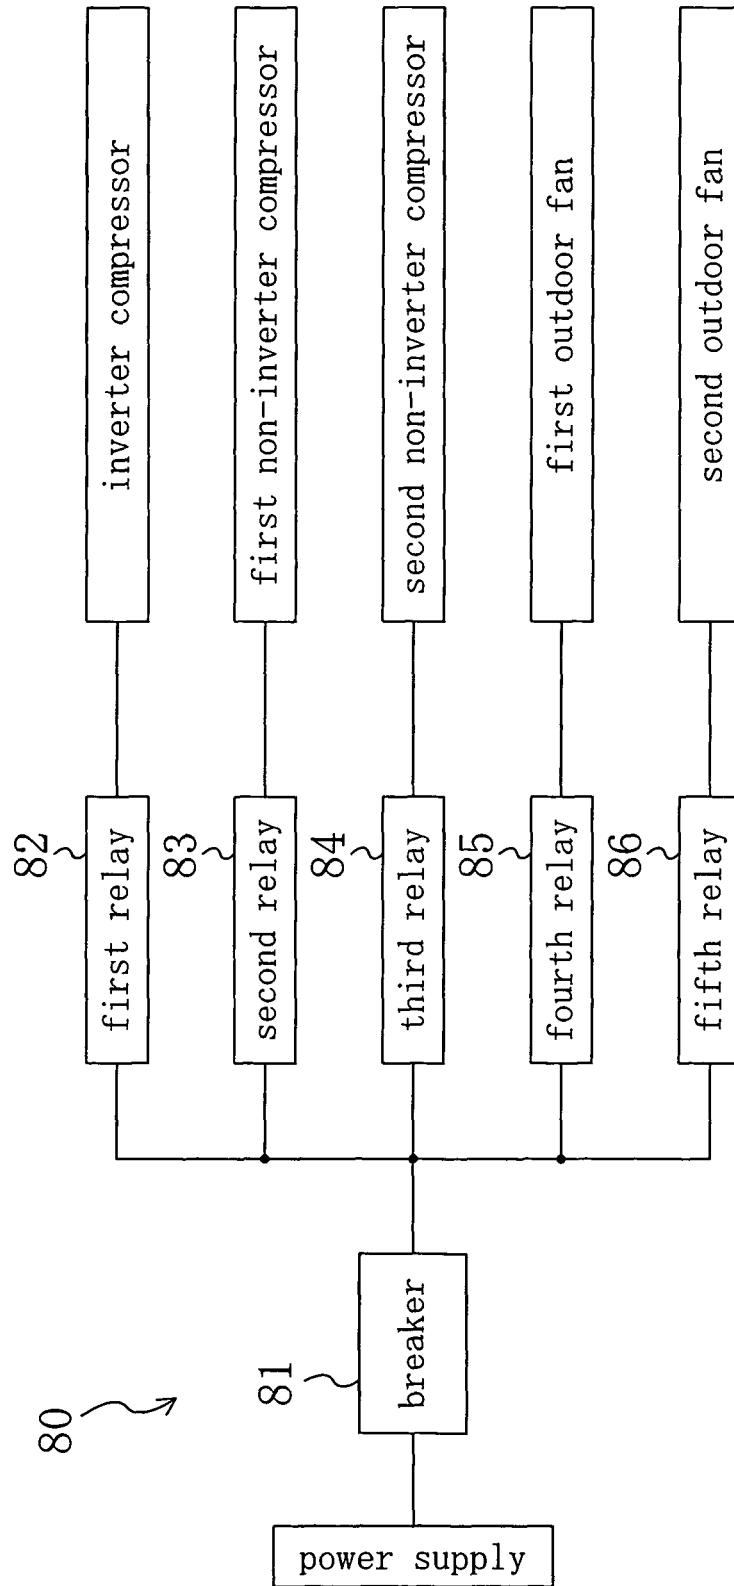 80
power supply
81
breaker
82
first relay
inverter compressor
83
second relay
first non-inverter compressor
84
third relay
second non-inverter compressor
85
fourth relay
first outdoor fan
86
fifth relay
second outdoor fan